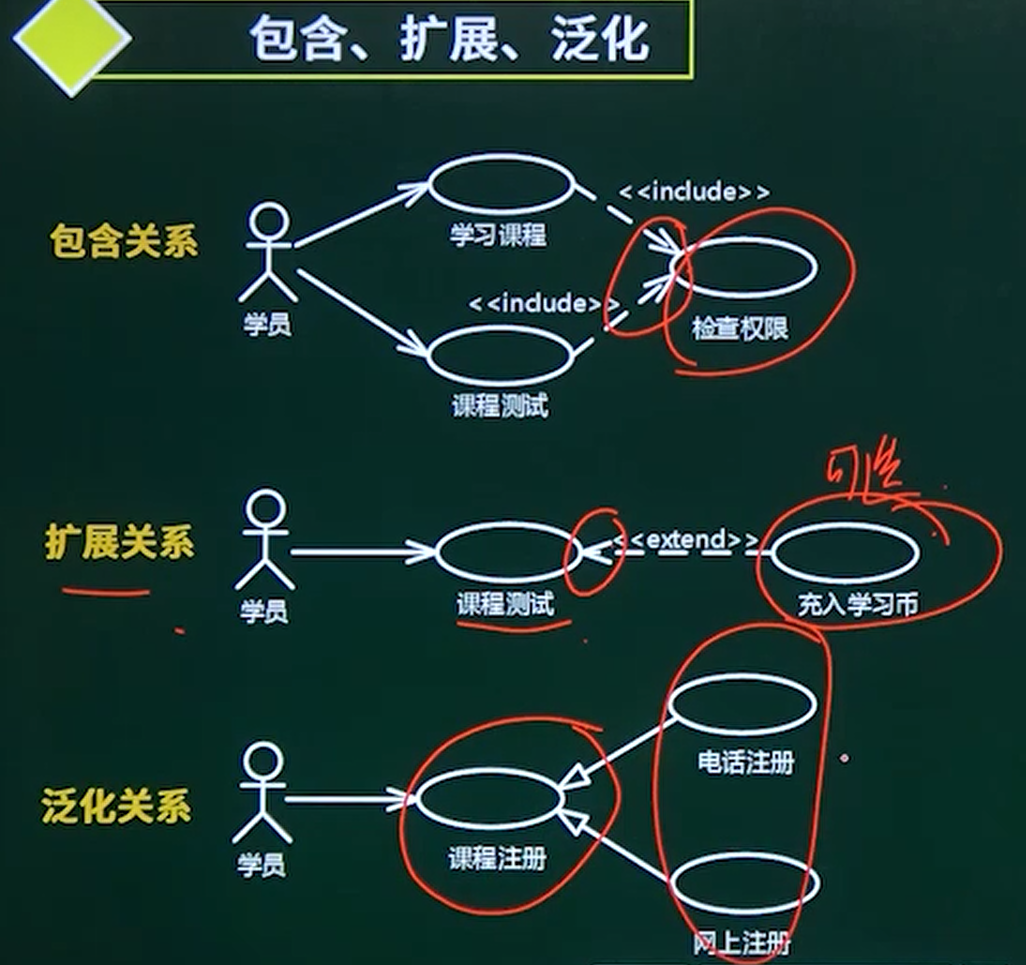 包含、扩展、泛化
<<include>>
包含关系
学习课程
<<include>>
学员
检查权限
课程测试
扩展关系
<<extend>>
学员
课程测试
充入学习币
电话注册
泛化关系
学员
课程注册
网上注册